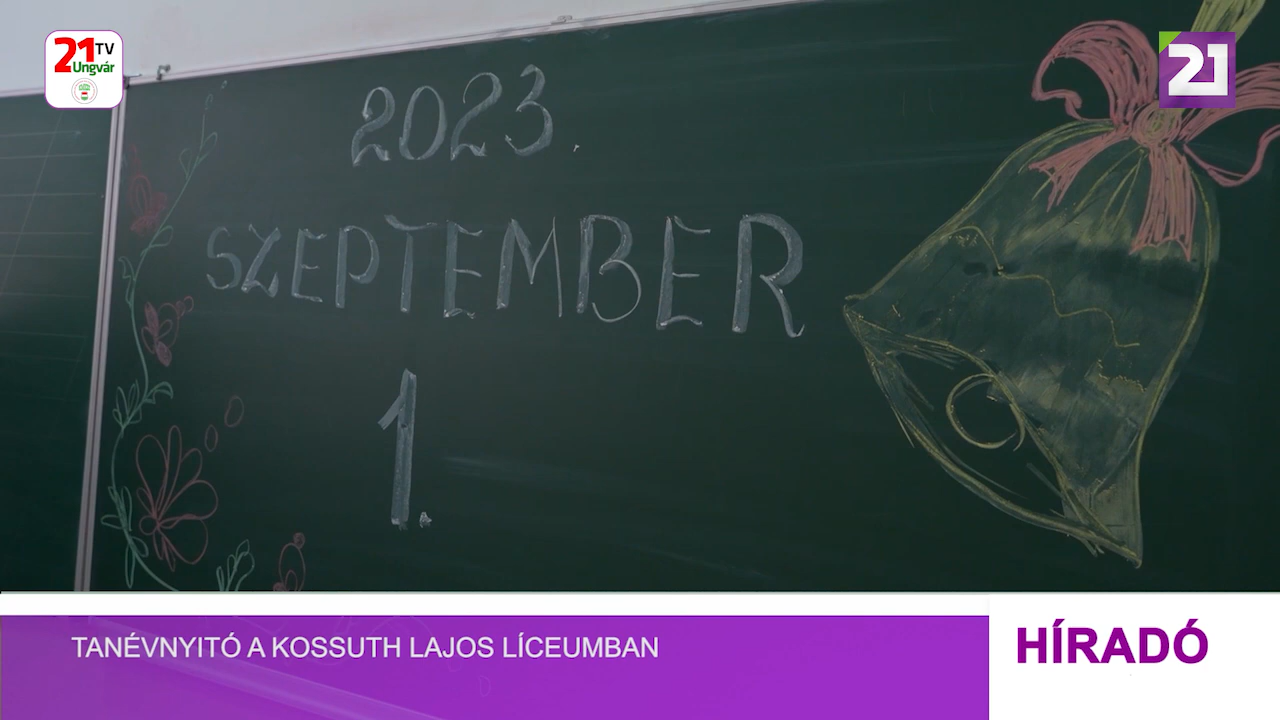 21 TV
Ungvár
21
2023.
SZEPTEMBER
1.
TANÉVNYITÓ A KOSSUTH LAJOS LÍCEUMBAN
HÍRADÓ